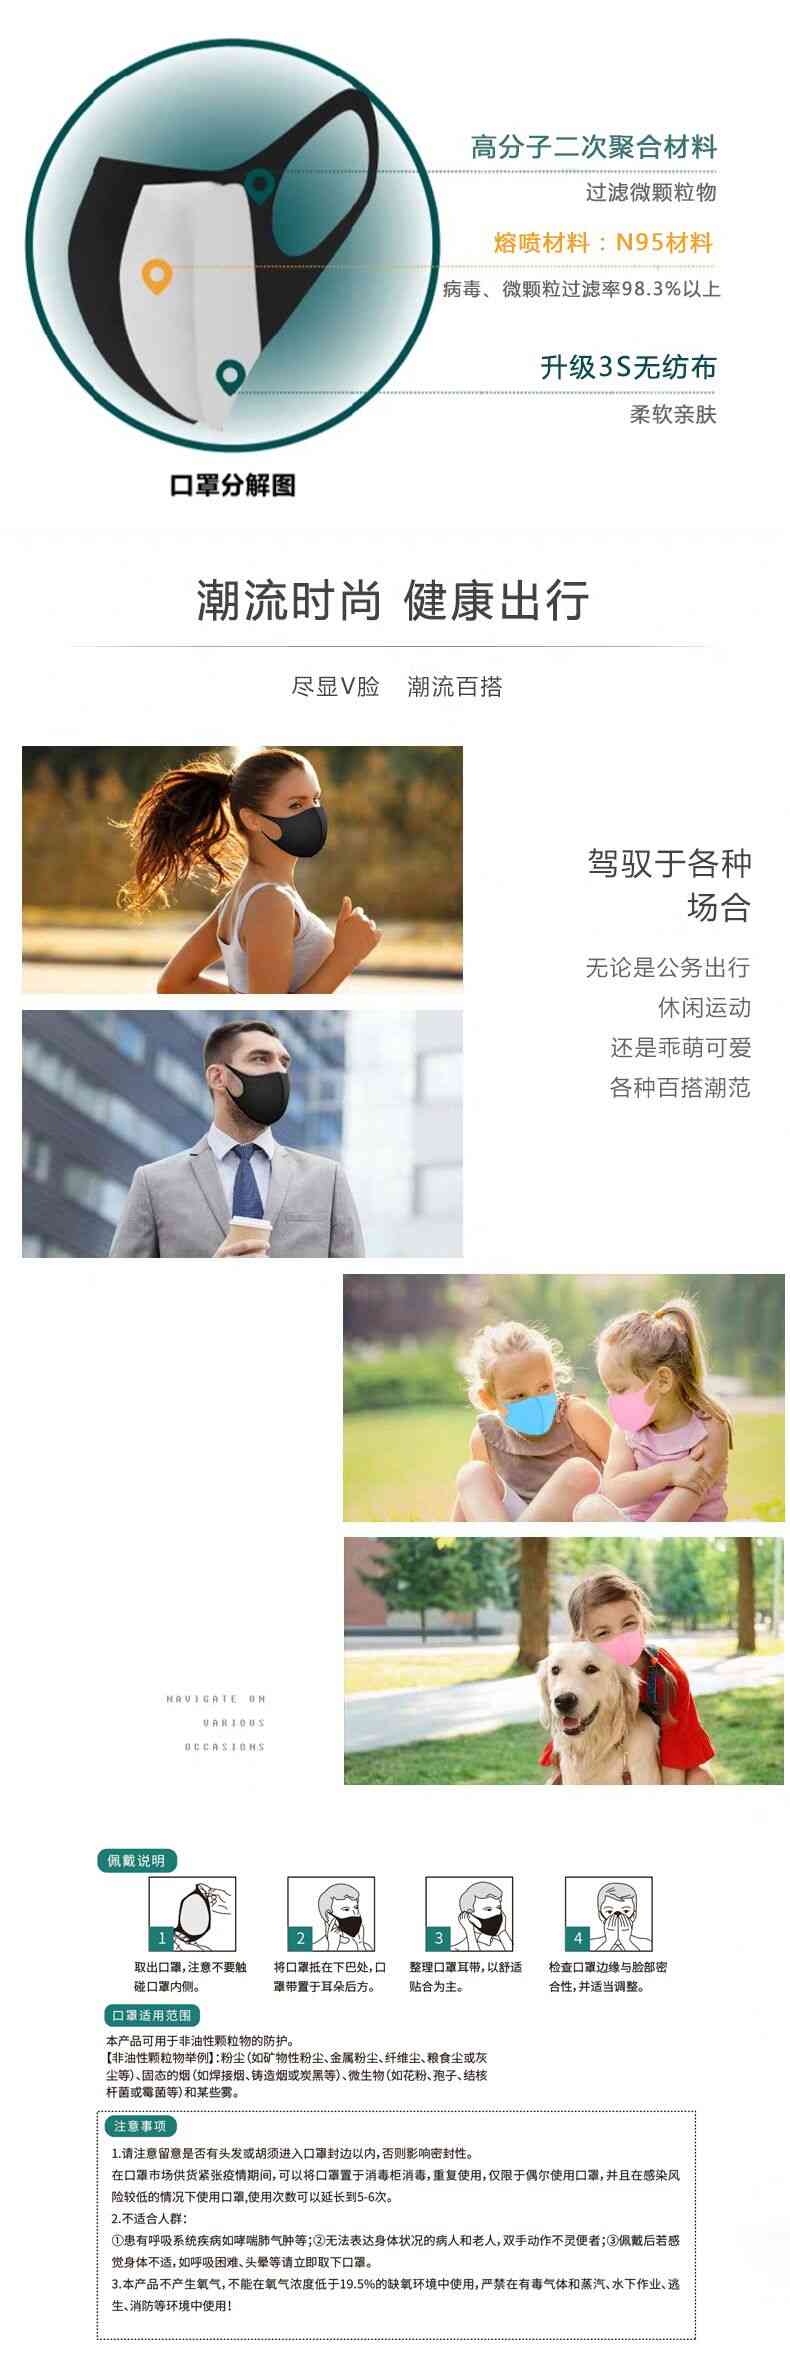 高分子二次聚合材料
过滤微颗粒物
熔喷材料：N95材料
病毒、微颗粒过滤率98.3%以上
升级3S无纺布
柔软亲肤
口罩分解图
潮流时尚 健康出行
尽显V脸 潮流百搭
驾驭于各种
场合
无论是公务出行
休闲运动
还是乖萌可爱
各种百搭潮范
NAVIGATE ON
VARIOUS
OCCASIONS
佩戴说明
1
2
3
4
取出口罩,注意不要触
碰口罩内侧。
将口罩抵在下巴处,口
罩带置于耳朵后方。
整理口罩耳带,以舒适
贴合为主。
检查口罩边缘与脸部密
合性,并适当调整。
口罩适用范围
本产品可用于非油性颗粒物的防护。
【非油性颗粒物举例】：粉尘（如矿物性粉尘、金属粉尘、纤维尘、粮食尘或灰
尘等）、固态的烟（如焊接烟、铸造烟或炭黑等）、微生物（如花粉、孢子、结核
杆菌或霉菌等）和某些雾。
注意事项
1.请注意留意是否有头发或胡须进入口罩封边以内,否则影响密封性。
在口罩市场供货紧张疫情期间,可以将口罩置于消毒柜消毒,重复使用,仅限于偶尔使用口罩,并且在感染风
险较低的情况下使用口罩,使用次数可以延长到5-6次。
2.不适合人群：
①患有呼吸系统疾病如哮喘肺气肿等；②无法表达身体状况的病人和老人,双手动作不灵便者；③佩戴后若感
觉身体不适,如呼吸困难、头晕等请立即取下口罩。
3.本产品不产生氧气,不能在氧气浓度低于19.5%的缺氧环境中使用,严禁在有毒气体和蒸汽、水下作业、逃
生、消防等环境中使用！